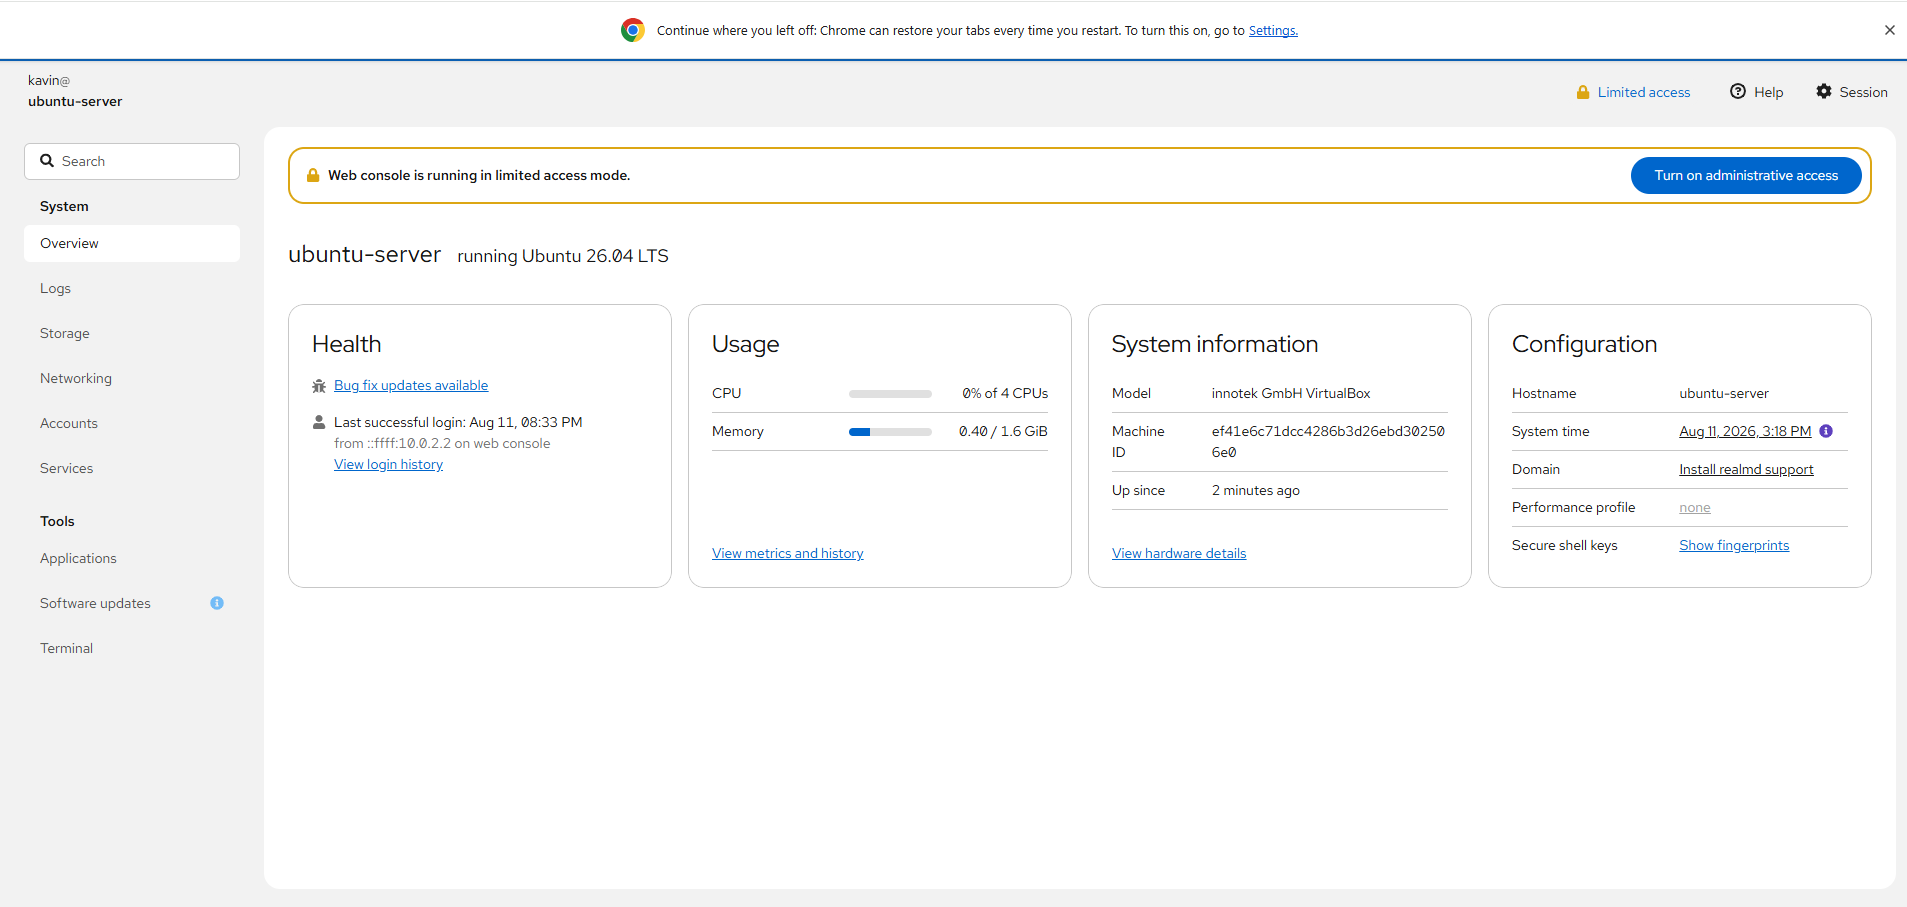 Continue where you left off: Chrome can restore your tabs every time you restart. To turn this on, go to Settings.
kavin@
ubuntu-server
Limited access
Help
Session
Search
System
Overview
Logs
Storage
Networking
Accounts
Services
Tools
Applications
Software updates
Terminal
Web console is running in limited access mode.
Turn on administrative access
ubuntu-server running Ubuntu 26.04 LTS
Health
Bug fix updates available
Last successful login: Aug 11, 08:33 PM
from ::ffff:10.0.2.2 on web console
View login history
Usage
CPU 0% of 4 CPUs
Memory 0.40 / 1.6 GiB
View metrics and history
System information
Model innotek GmbH VirtualBox
Machine ef41e6c71dcc4286b3d26ebd30250
ID 6e0
Up since 2 minutes ago
View hardware details
Configuration
Hostname ubuntu-server
System time Aug 11, 2026, 3:18 PM
Domain Install realmd support
Performance profile none
Secure shell keys Show fingerprints